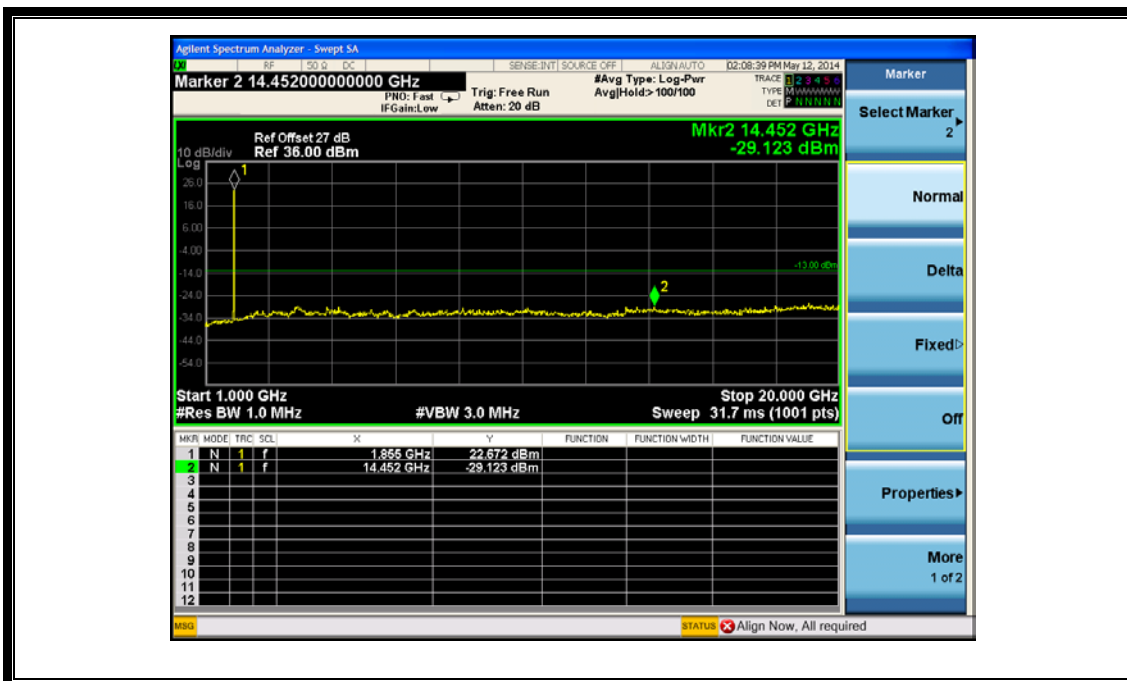 Agilent Spectrum Analyzer - Swept SA
LXI RF 50 Ω DC SENSE:INT SOURCE OFF ALIGN AUTO 02:08:39 PM May 12, 2014
Marker 2 14.452000000000 GHz
PNO: Fast
IFGain:Low
Trig: Free Run
Atten: 20 dB
#Avg Type: Log-Pwr
Avg|Hold:> 100/100
TRACE 1 2 3 4 5 6
TYPE M
DET P N N N N N
Ref Offset 27 dB
10 dB/div Ref 36.00 dBm
Log
Mkr2 14.452 GHz
-29.123 dBm
1
26.0
16.0
6.00
-4.00
-13.00 dBm
-14.0
2
-24.0
-34.0
-44.0
-54.0
Start 1.000 GHz Stop 20.000 GHz
#Res BW 1.0 MHz #VBW 3.0 MHz Sweep 31.7 ms (1001 pts)
MKR MODE TRC SCL X Y FUNCTION FUNCTION WIDTH FUNCTION VALUE
1 N 1 f 1.855 GHz 22.672 dBm
2 N 1 f 14.452 GHz -29.123 dBm
3
4
5
6
7
8
9
10
11
12
MSG STATUS Align Now, All required
Marker
Select Marker
2
Normal
Delta
Fixed
Off
Properties
More
1 of 2